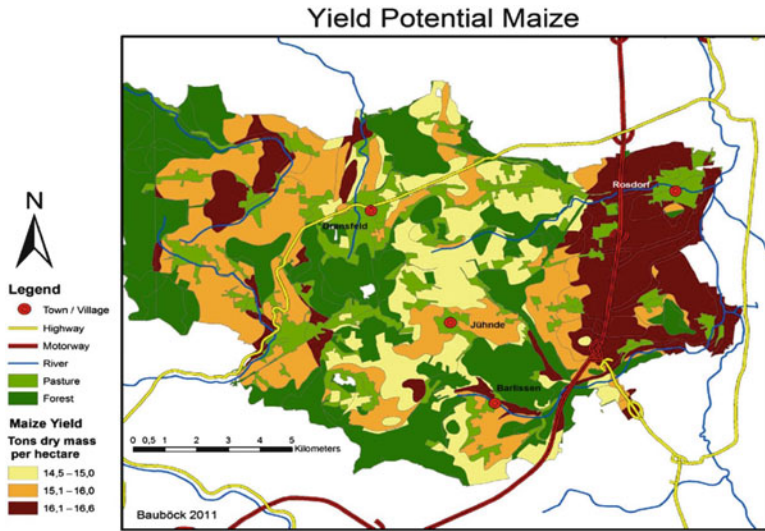 Yield Potential Maize
Rosdorf
Dransfeld
Jühnde
Barlissen
N
Legend
Town / Village
Highway
Motorway
River
Pasture
Forest
Maize Yield
Tons dry mass
per hectare
14,5 – 15,0
15,1 – 16,0
16,1 – 16,6
0 0,5 1 2 3 4 5
Kilometers
Bauböck 2011